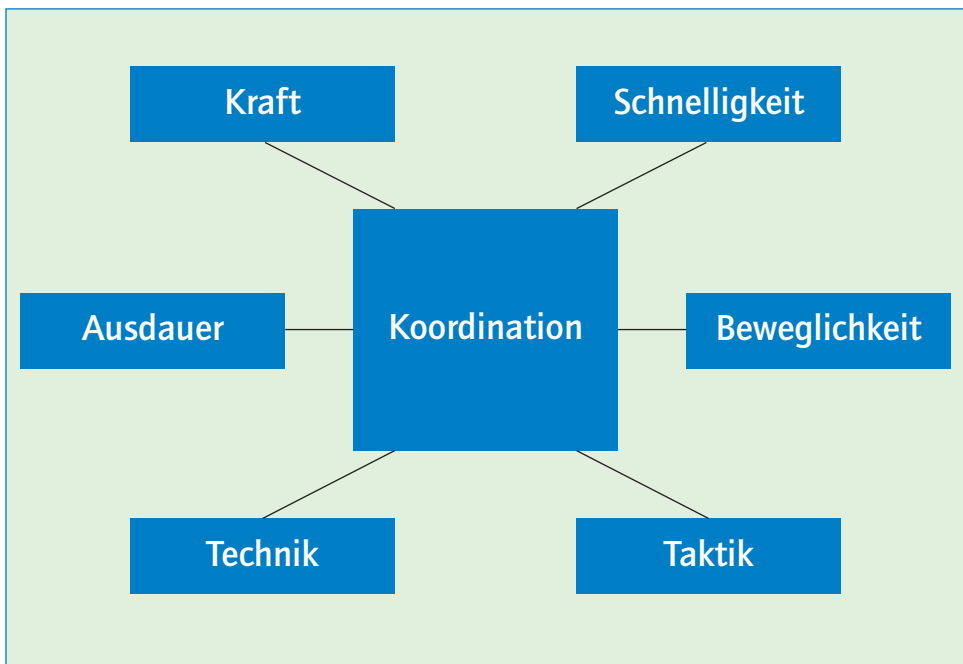 Kraft
Schnelligkeit
Ausdauer
Koordination
Beweglichkeit
Technik
Taktik